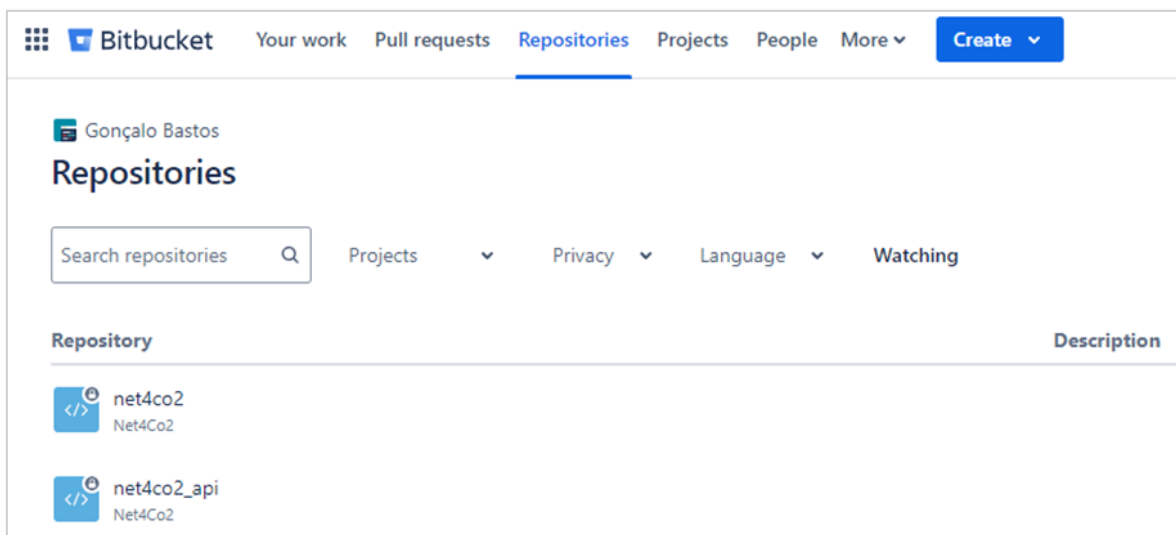 Bitbucket Your work Pull requests Repositories Projects People More Create
Gonçalo Bastos
Repositories
Search repositories Projects Privacy Language Watching
Repository Description
</> net4co2
Net4Co2
</> net4co2_api
Net4Co2